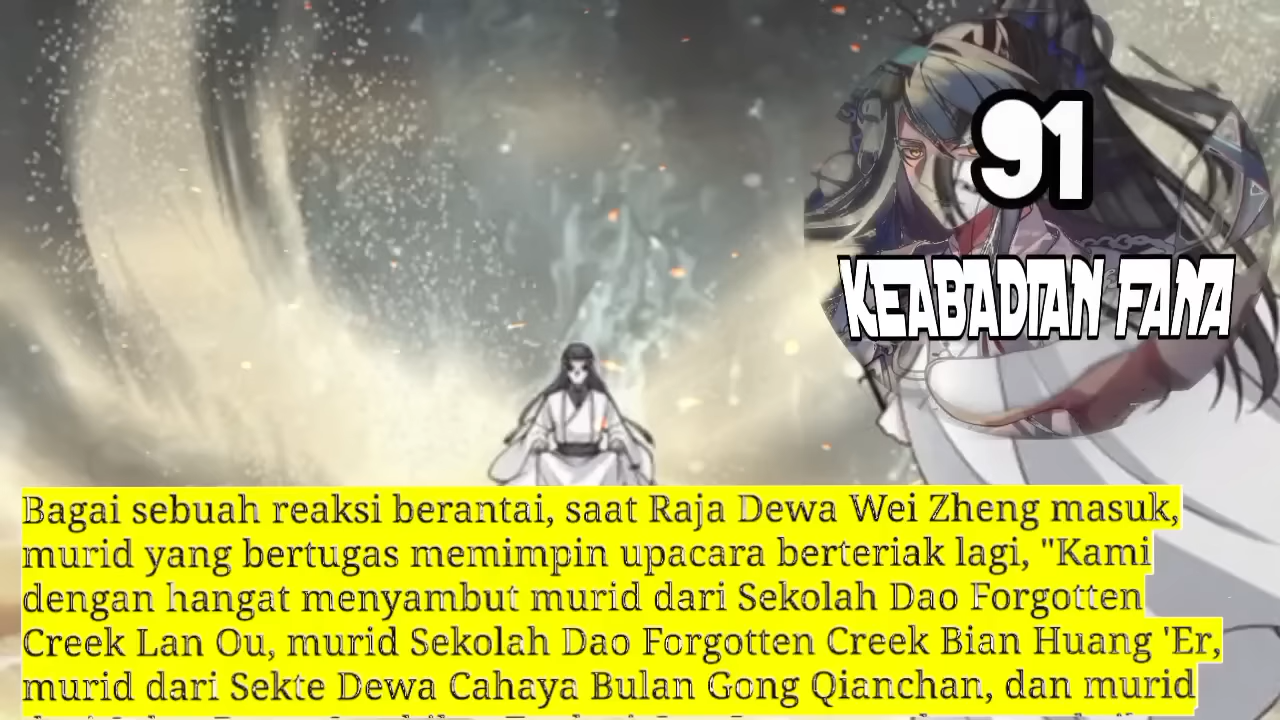 91
KEABADIAN FANA
Bagai sebuah reaksi berantai, saat Raja Dewa Wei Zheng masuk,
murid yang bertugas memimpin upacara berteriak lagi, "Kami
dengan hangat menyambut murid dari Sekolah Dao Forgotten
Creek Lan Ou, murid Sekolah Dao Forgotten Creek Bian Huang 'Er,
murid dari Sekte Dewa Cahaya Bulan Gong Qianchan, dan murid